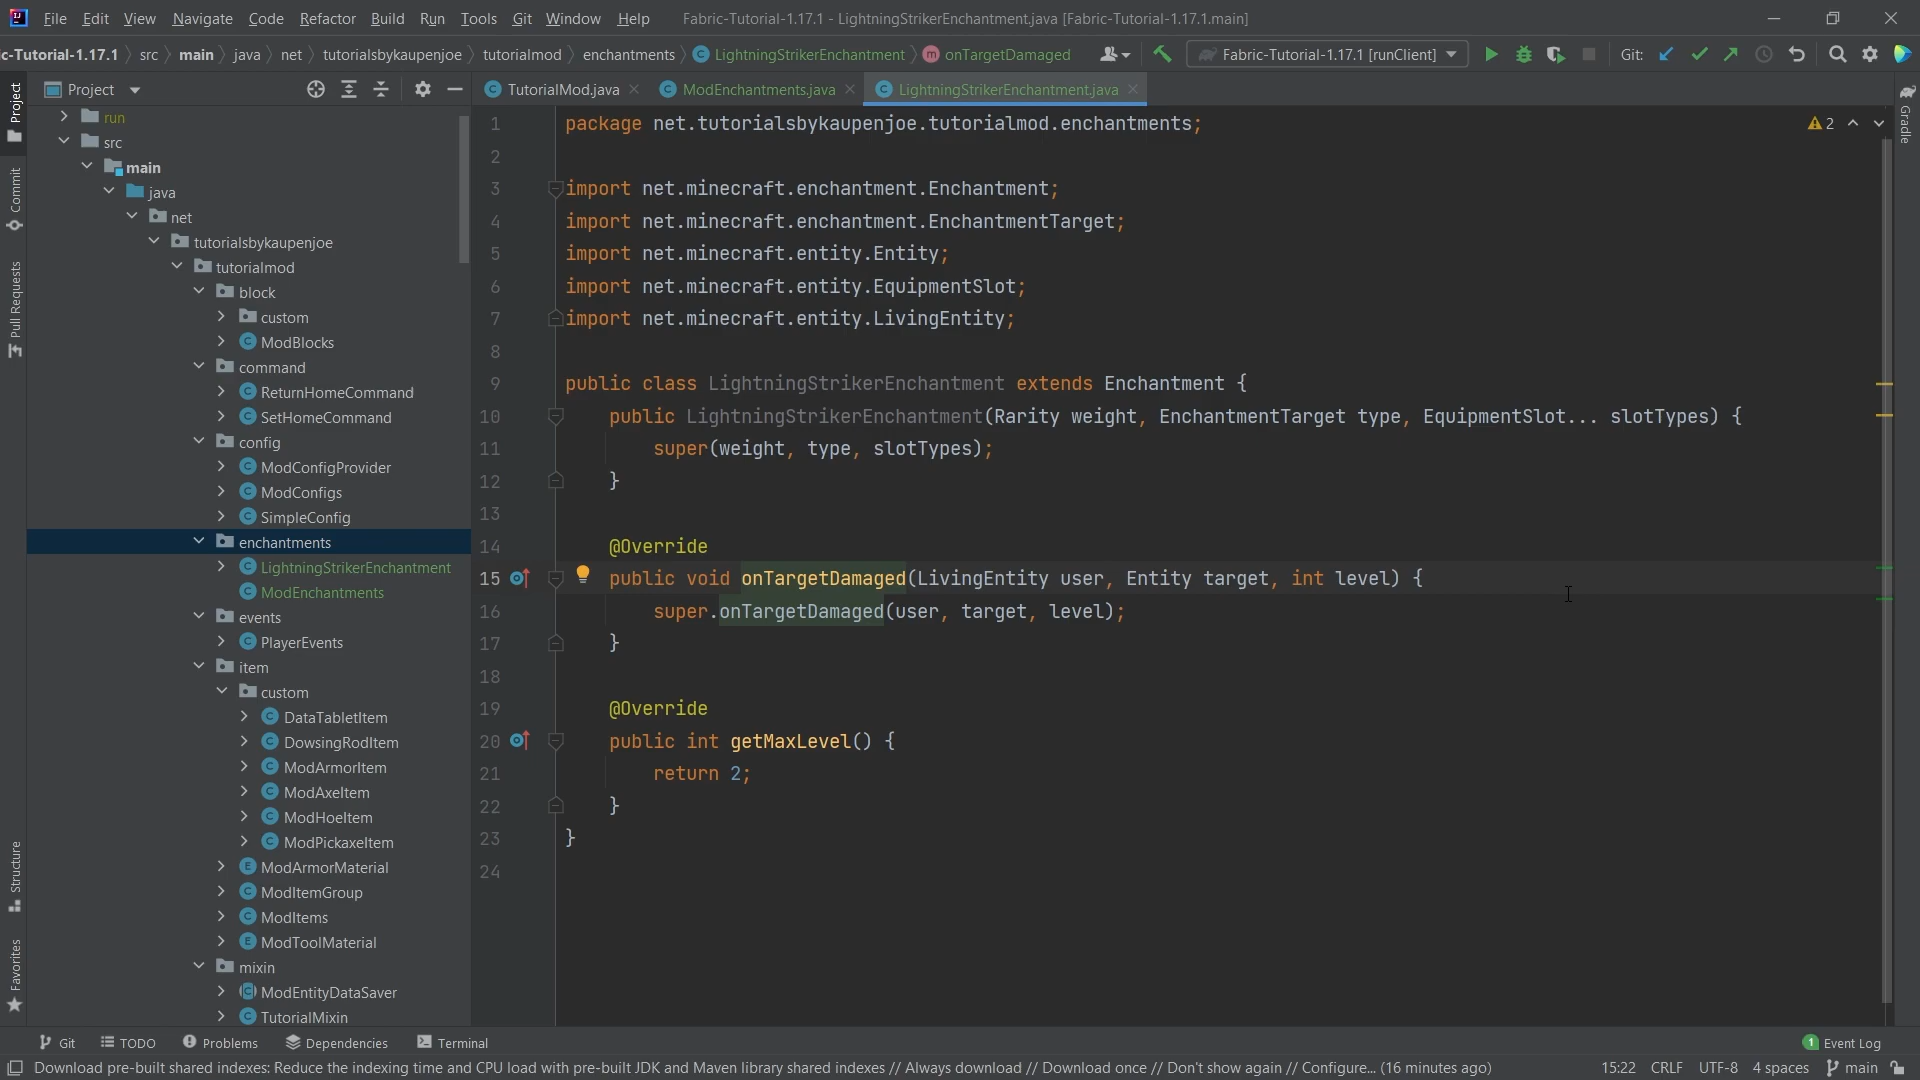 File Edit View Navigate Code Refactor Build Run Tools Git Window Help Fabric-Tutorial-1.17.1 - LightningStrikerEnchantment.java [Fabric-Tutorial-1.17.1.main]
ic-Tutorial-1.17.1 src main java net tutorialsbykaupenjoe tutorialmod enchantments LightningStrikerEnchantment onTargetDamaged Fabric-Tutorial-1.17.1 [runClient] Git:
Project
TutorialMod.java ModEnchantments.java LightningStrikerEnchantment.java
Project
Commit
Pull Requests
Structure
Favorites
run
src
main
java
net
tutorialsbykaupenjoe
tutorialmod
block
custom
ModBlocks
command
ReturnHomeCommand
SetHomeCommand
config
ModConfigProvider
ModConfigs
SimpleConfig
enchantments
LightningStrikerEnchantment
ModEnchantments
events
PlayerEvents
item
custom
DataTabletItem
DowsingRodItem
ModArmorItem
ModAxeItem
ModHoeItem
ModPickaxeItem
ModArmorMaterial
ModItemGroup
ModItems
ModToolMaterial
mixin
ModEntityDataSaver
TutorialMixin
1 package net.tutorialsbykaupenjoe.tutorialmod.enchantments;
2
3 import net.minecraft.enchantment.Enchantment;
4 import net.minecraft.enchantment.EnchantmentTarget;
5 import net.minecraft.entity.Entity;
6 import net.minecraft.entity.EquipmentSlot;
7 import net.minecraft.entity.LivingEntity;
8
9 public class LightningStrikerEnchantment extends Enchantment {
10 public LightningStrikerEnchantment(Rarity weight, EnchantmentTarget type, EquipmentSlot... slotTypes) {
11 super(weight, type, slotTypes);
12 }
13
14 @Override
15 public void onTargetDamaged(LivingEntity user, Entity target, int level) {
16 super.onTargetDamaged(user, target, level);
17 }
18
19 @Override
20 public int getMaxLevel() {
21 return 2;
22 }
23 }
24
2
Gradle
Git TODO Problems Dependencies Terminal 1 Event Log
Download pre-built shared indexes: Reduce the indexing time and CPU load with pre-built JDK and Maven library shared indexes // Always download // Download once // Don't show again // Configure... (16 minutes ago) 15:22 CRLF UTF-8 4 spaces main